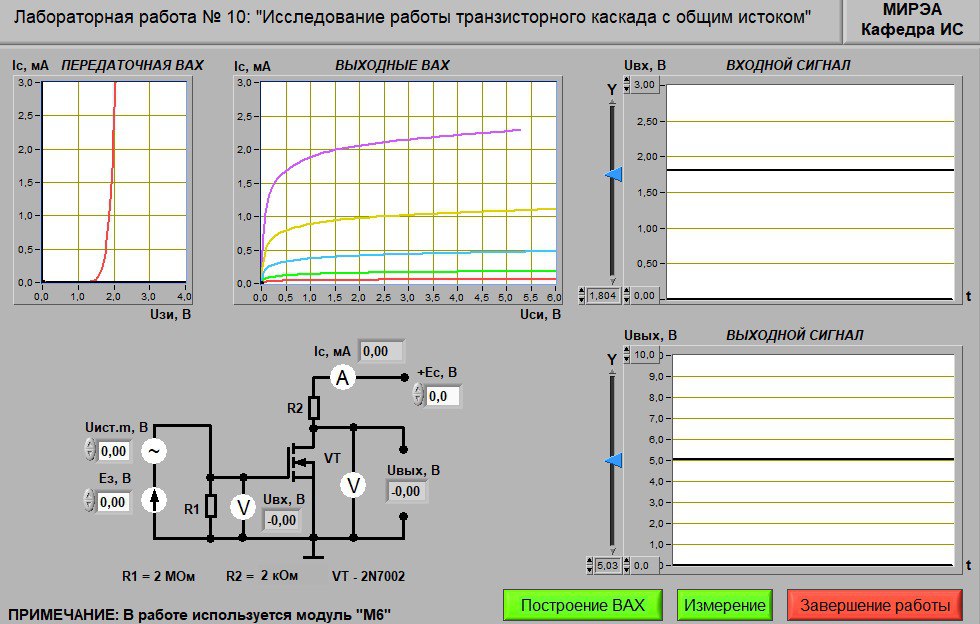 Лабораторная работа № 10: "Исследование работы транзисторного каскада с общим истоком"
МИРЭА
Кафедра ИС
Iс, мА ПЕРЕДАТОЧНАЯ ВАХ
3,0
2,5
2,0
1,5
1,0
0,5
0,0
0,0 1,0 2,0 3,0 4,0
Uзи, В
Iс, мА ВЫХОДНЫЕ ВАХ
3,0
2,5
2,0
1,5
1,0
0,5
0,0
0,0 0,5 1,0 1,5 2,0 2,5 3,0 3,5 4,0 4,5 5,0 5,5 6,0
Uси, В
Uвх, В ВХОДНОЙ СИГНАЛ
Y
3,00
2,50
2,00
1,50
1,00
0,50
1,804 0,00 t
Uвых, В ВЫХОДНОЙ СИГНАЛ
Y
10,0
9,0
8,0
7,0
6,0
5,0
4,0
3,0
2,0
1,0
5,03 0,0 t
Iс, мА 0,00
A
+Ес, В
0,0
R2
Uист.m, В
0,00
~
Ез, В
0,00
R1
V
Uвх, В
-0,00
VT
V
Uвых, В
-0,00
R1 = 2 МОм R2 = 2 кОм VT - 2N7002
ПРИМЕЧАНИЕ: В работе используется модуль "М6"
Построение ВАХ Измерение Завершение работы